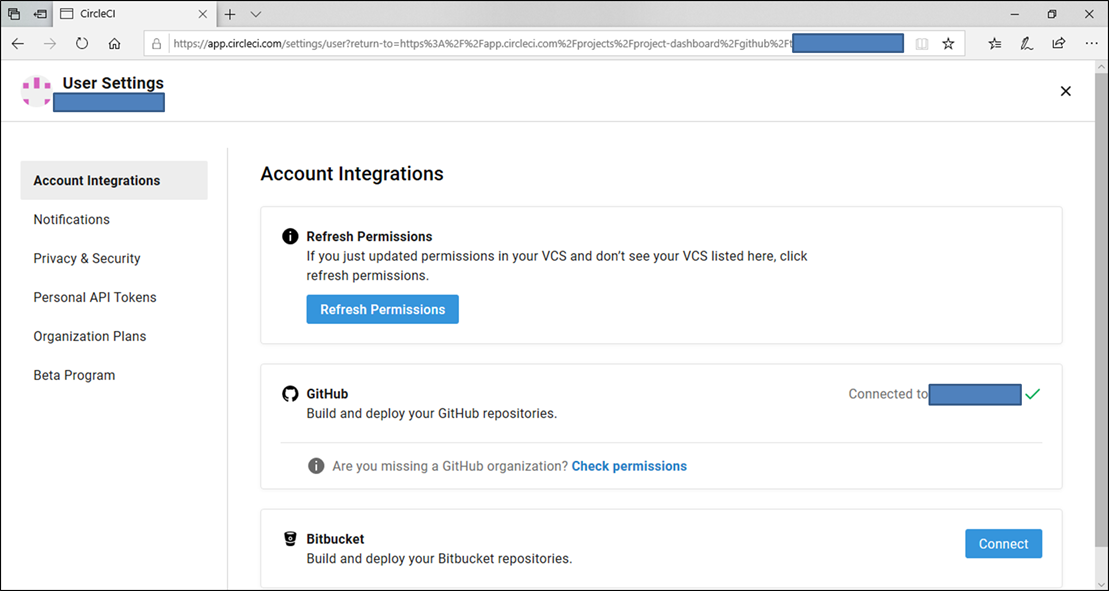 CircleCI
https://app.circleci.com/settings/user?return-to=https%3A%2F%2Fapp.circleci.com%2Fprojects%2Fproject-dashboard%2Fgithub%2Ft
User Settings
Account Integrations
Notifications
Privacy & Security
Personal API Tokens
Organization Plans
Beta Program
Account Integrations
Refresh Permissions
If you just updated permissions in your VCS and don’t see your VCS listed here, click
refresh permissions.
Refresh Permissions
GitHub
Connected to
Build and deploy your GitHub repositories.
Are you missing a GitHub organization? Check permissions
Bitbucket
Build and deploy your Bitbucket repositories.
Connect